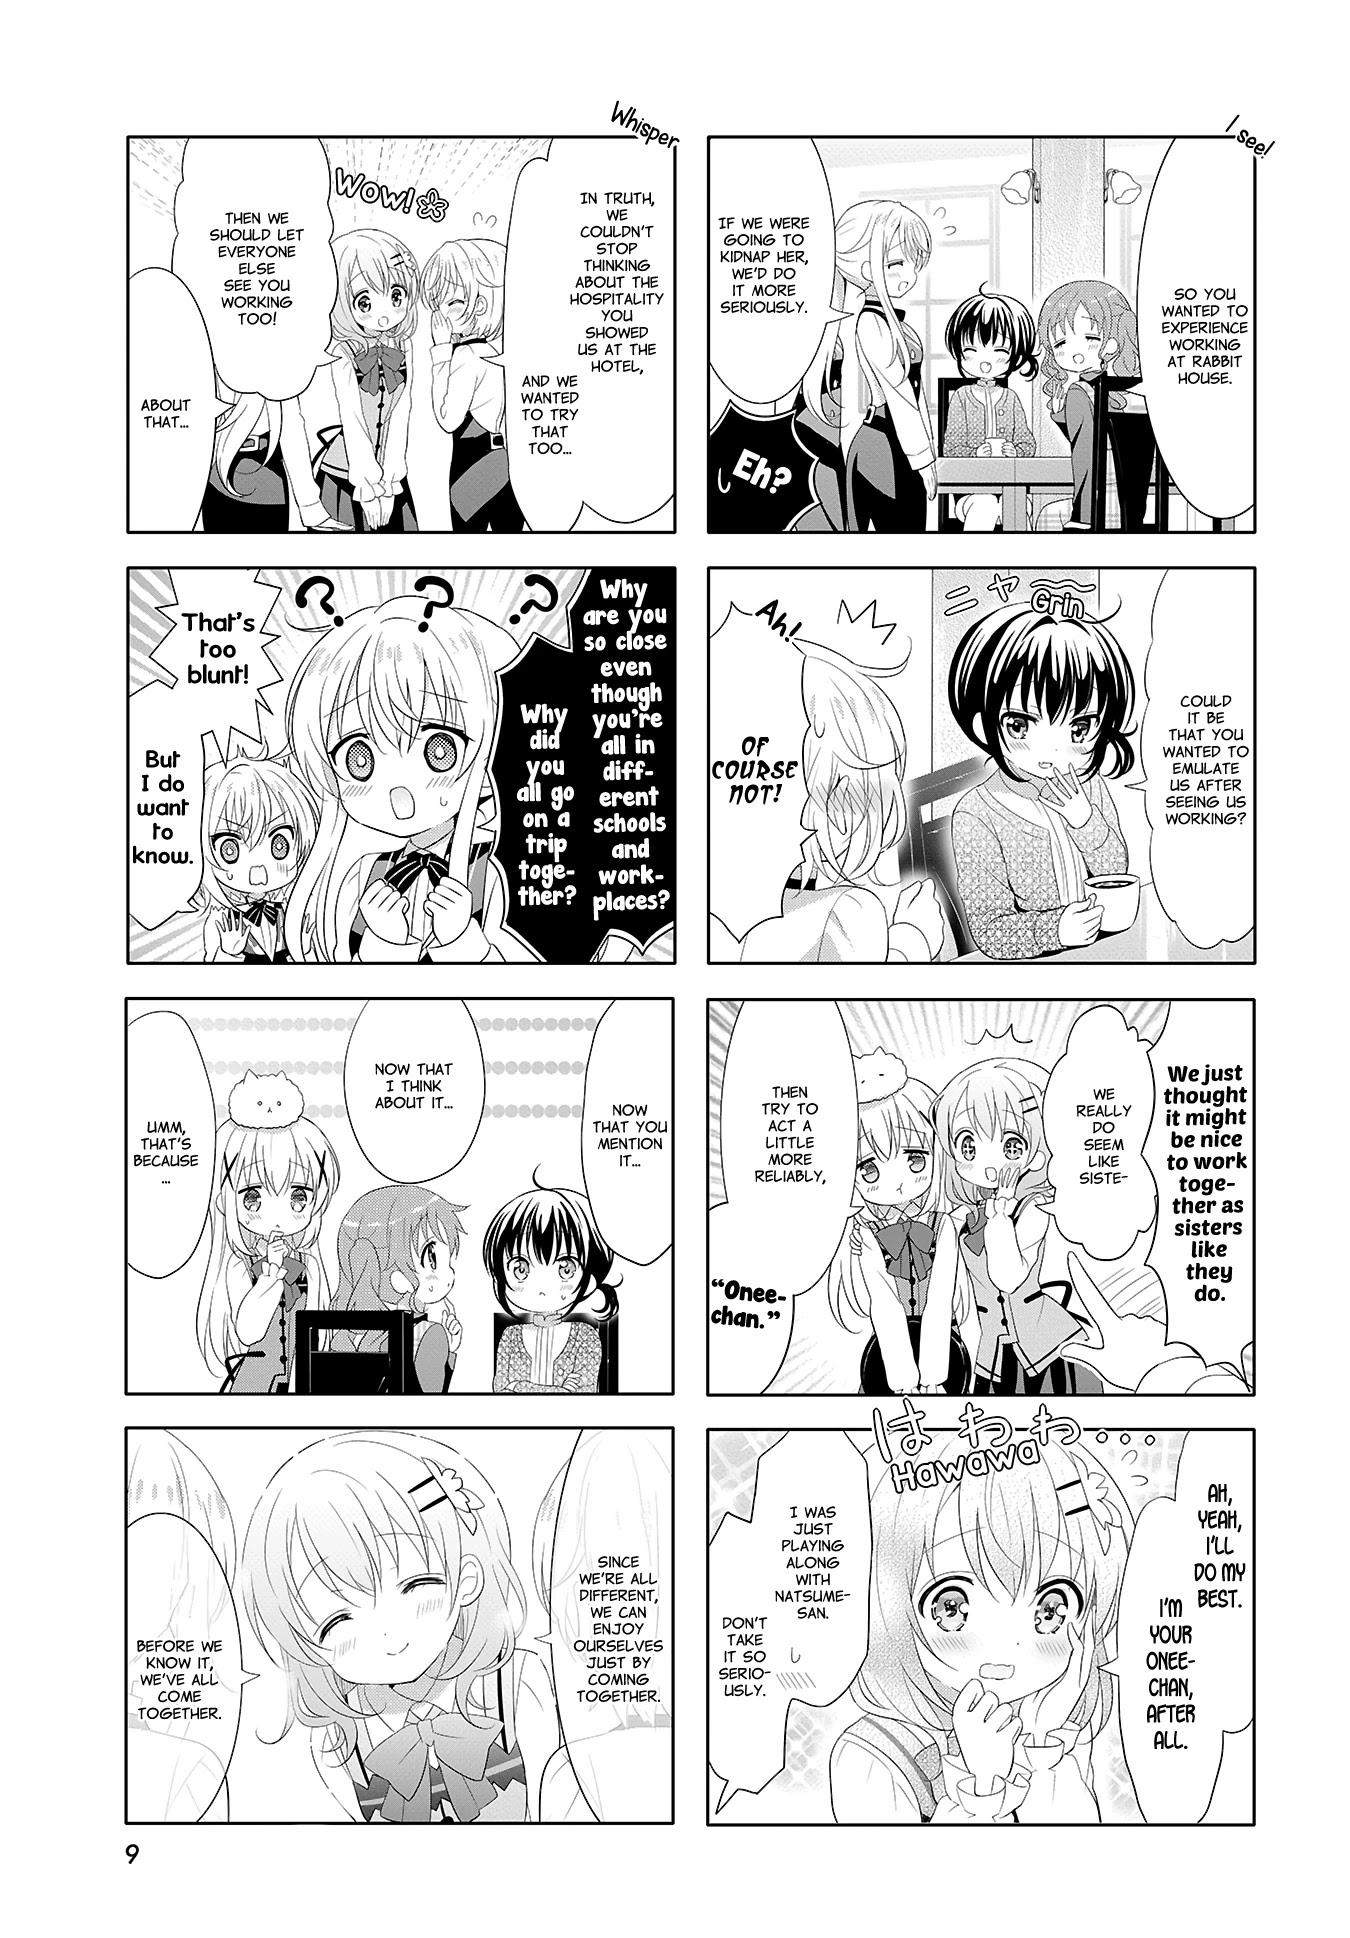 I see!
SO YOU
WANTED TO
EXPERIENCE
WORKING
AT RABBIT
HOUSE.
IF WE WERE
GOING TO
KIDNAP HER,
WE'D DO
IT MORE
SERIOUSLY.
Eh?
ニヤ
Grin
COULD
IT BE
THAT YOU
WANTED TO
EMULATE
US AFTER
SEEING US
WORKING?
Ah!
OF
COURSE
NOT!
We just
thought
it might
be nice
to work
toge-
ther as
sisters
like
they
do.
WE
REALLY
DO
SEEM
LIKE
SISTE-
THEN
TRY TO
ACT A
LITTLE
MORE
RELIABLY,
"Onee-
chan."
はわわ...
Hawawa
AH,
YEAH,
I'LL
DO MY
BEST.
I'M
YOUR
ONEE-
CHAN,
AFTER
ALL.
I WAS
JUST
PLAYING
ALONG
WITH
NATSUME-
SAN.
DON'T
TAKE
IT SO
SERIO-
USLY.
Whisper
IN TRUTH,
WE
COULDN'T
STOP
THINKING
ABOUT THE
HOSPITALITY
YOU
SHOWED
US AT THE
HOTEL,
AND WE
WANTED
TO TRY
THAT
TOO...
Wow!
THEN WE
SHOULD LET
EVERYONE
ELSE
SEE YOU
WORKING
TOO!
ABOUT
THAT...
Why
are you
so close
even
though
you're
all in
diff-
erent
schools
and
work-
places?
Why
did
you
all go
on a
trip
toge-
ther?
? ? ?
That's
too
blunt!
But
I do
want
to
know.
NOW
THAT YOU
MENTION
IT...
NOW THAT
I THINK
ABOUT IT...
UMM,
THAT'S
BECAUSE
...
SINCE
WE'RE ALL
DIFFERENT,
WE CAN
ENJOY
OURSELVES
JUST BY
COMING
TOGETHER.
BEFORE WE
KNOW IT,
WE'VE ALL
COME
TOGETHER.
9